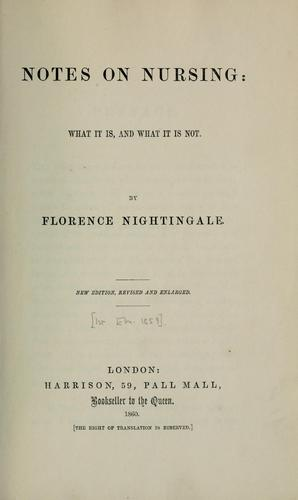 NOTES ON NURSING:
WHAT IT IS, AND WHAT IT IS NOT.
BY
FLORENCE NIGHTINGALE.
NEW EDITION, REVISED AND ENLARGED.
[1st Edn. 1859].
LONDON:
HARRISON, 59, PALL MALL,
Bookseller to the Queen.
1860.
[THE RIGHT OF TRANSLATION IS RESERVED.]